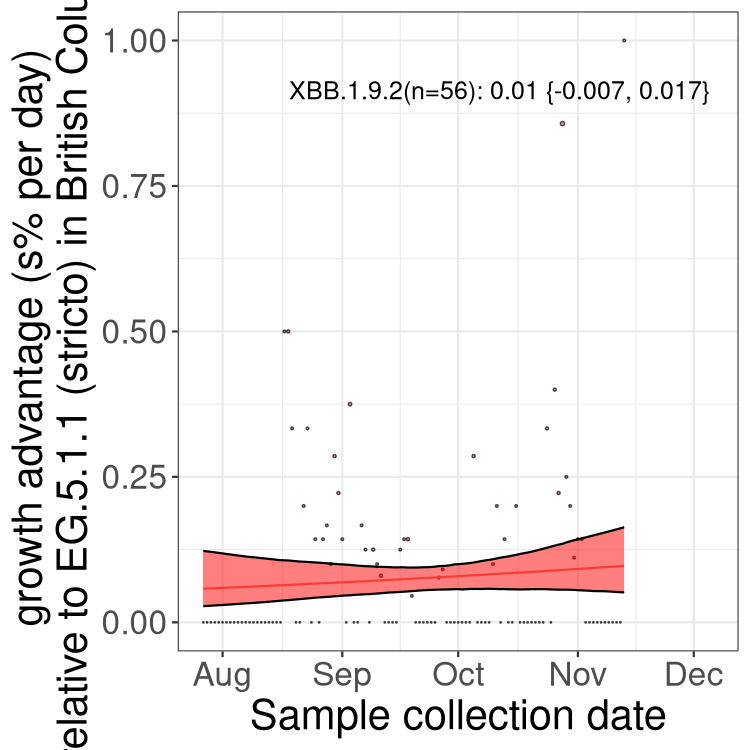 growth advantage (s% per day)
relative to EG.5.1.1 (stricto) in British
1.00
0.75
0.50
0.25
0.00
XBB.1.9.2(n=56): 0.01 {-0.007, 0.017}
Aug Sep Oct Nov Dec
Sample collection date